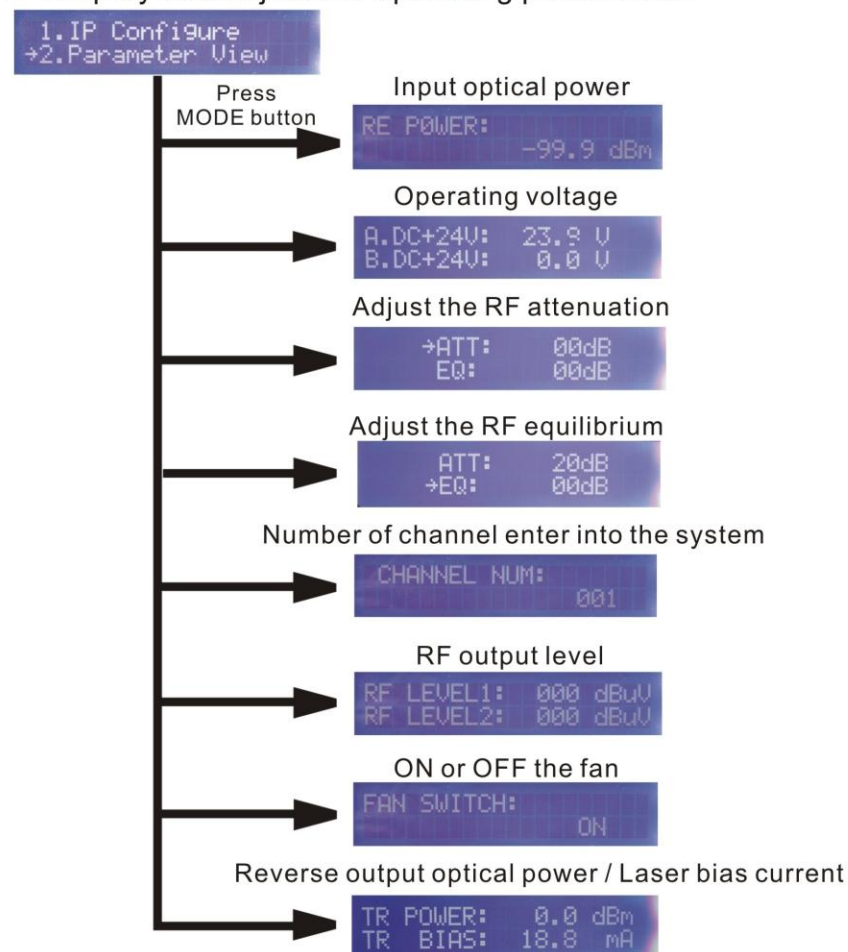 1.IP Configure
→2.Parameter View
Press
MODE button
Input optical power
RE POWER:
-99.9 dBm
Operating voltage
A.DC+24V: 23.9 V
B.DC+24V: 0.0 V
Adjust the RF attenuation
→ATT: 00dB
EQ: 00dB
Adjust the RF equilibrium
ATT: 20dB
→EQ: 00dB
Number of channel enter into the system
CHANNEL NUM:
001
RF output level
RF LEVEL1: 000 dBuV
RF LEVEL2: 000 dBuV
ON or OFF the fan
FAN SWITCH:
ON
Reverse output optical power / Laser bias current
TR POWER: 0.0 dBm
TR BIAS: 18.8 mA